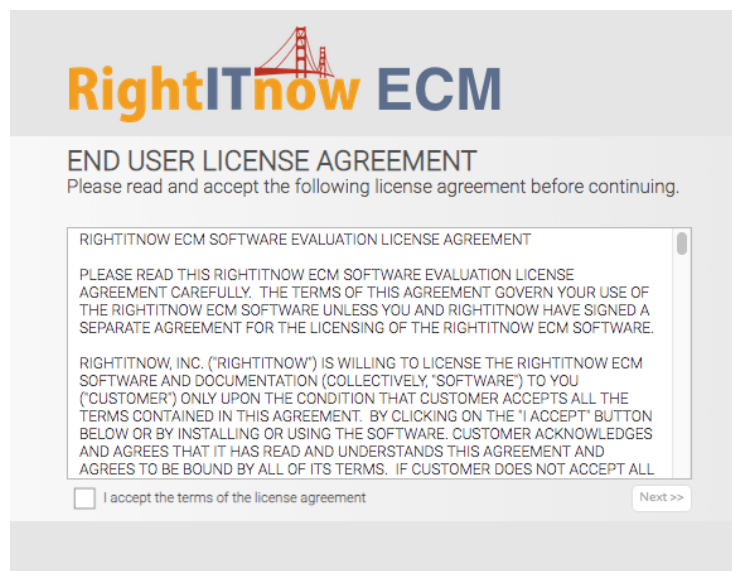 RightITnow ECM
END USER LICENSE AGREEMENT
Please read and accept the following license agreement before continuing.
RIGHTITNOW ECM SOFTWARE EVALUATION LICENSE AGREEMENT
PLEASE READ THIS RIGHTITNOW ECM SOFTWARE EVALUATION LICENSE
AGREEMENT CAREFULLY.  THE TERMS OF THIS AGREEMENT GOVERN YOUR USE OF
THE RIGHTITNOW ECM SOFTWARE UNLESS YOU AND RIGHTITNOW HAVE SIGNED A
SEPARATE AGREEMENT FOR THE LICENSING OF THE RIGHTITNOW ECM SOFTWARE.
RIGHTITNOW, INC. ("RIGHTITNOW") IS WILLING TO LICENSE THE RIGHTITNOW ECM
SOFTWARE AND DOCUMENTATION (COLLECTIVELY, "SOFTWARE") TO YOU
("CUSTOMER") ONLY UPON THE CONDITION THAT CUSTOMER ACCEPTS ALL THE
TERMS CONTAINED IN THIS AGREEMENT.  BY CLICKING ON THE "I ACCEPT" BUTTON
BELOW OR BY INSTALLING OR USING THE SOFTWARE. CUSTOMER ACKNOWLEDGES
AND AGREES THAT IT HAS READ AND UNDERSTANDS THIS AGREEMENT AND
AGREES TO BE BOUND BY ALL OF ITS TERMS.  IF CUSTOMER DOES NOT ACCEPT ALL
I accept the terms of the license agreement
Next >>